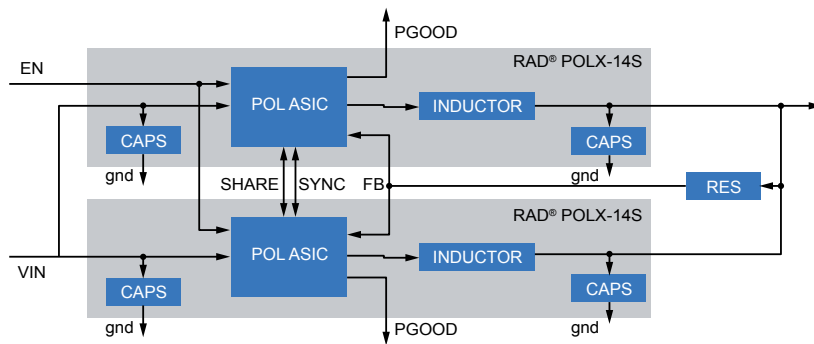 PGOOD
RAD® POLX-14S
EN
POL ASIC
INDUCTOR
CAPS
CAPS
gnd
gnd
SHARE
SYNC
FB
RES
RAD® POLX-14S
POL ASIC
INDUCTOR
VIN
CAPS
CAPS
gnd
PGOOD
gnd